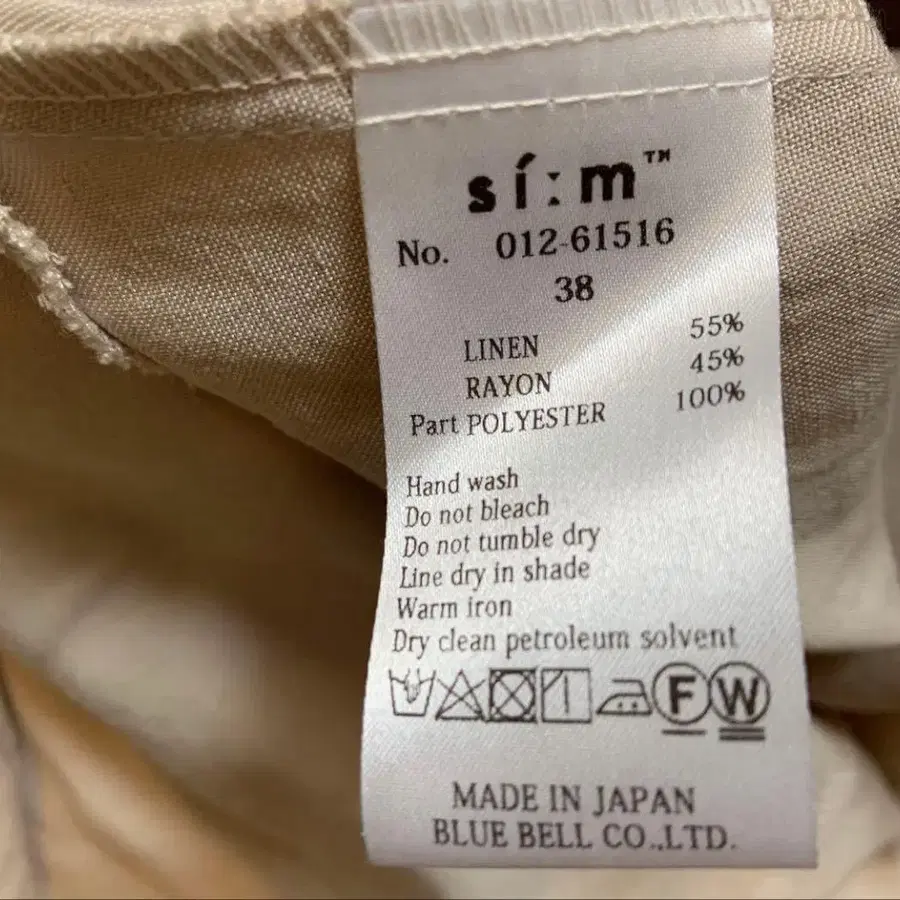 sí:m™
No. 012-61516
38
LINEN 55%
RAYON 45%
Part POLYESTER 100%
Hand wash
Do not bleach
Do not tumble dry
Line dry in shade
Warm iron
Dry clean petroleum solvent
F W
MADE IN JAPAN
BLUE BELL CO.,LTD.